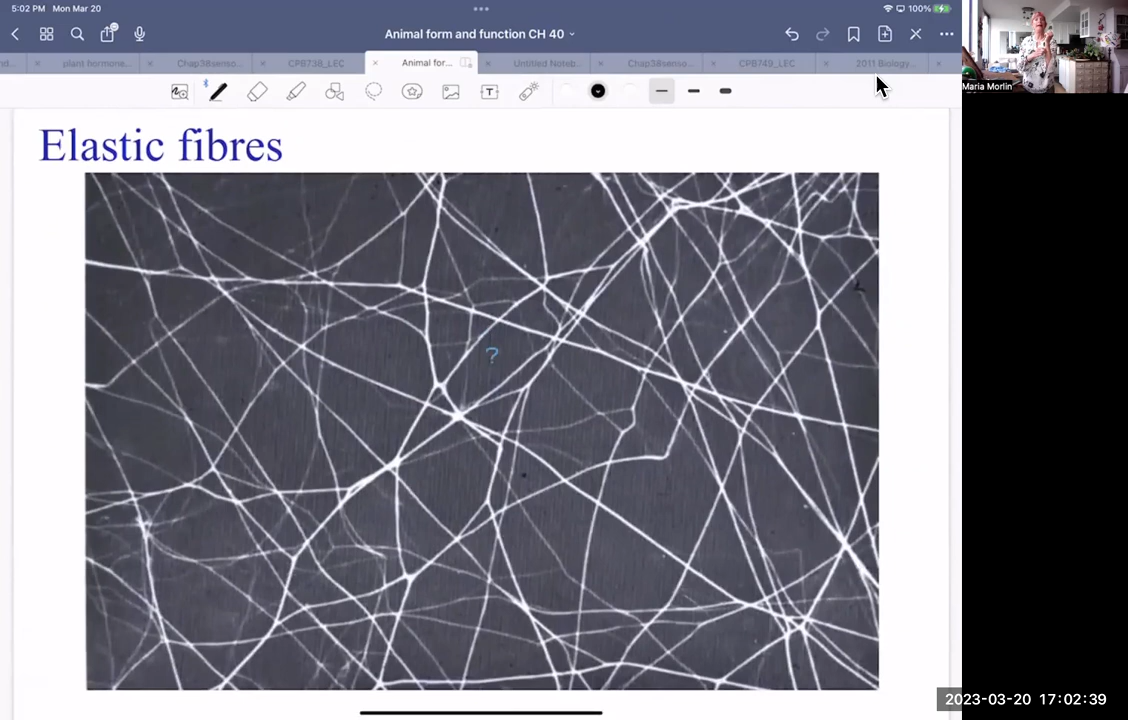 5:02 PM Mon Mar 20
100%
Animal form and function CH 40
plant hormone...
Chap38senso...
CPB738_LEC
Animal for...
Untitled Noteb...
Chap38senso...
CPB749_LEC
2011 Biology...
T
Maria Morlin
Elastic fibres
?
2023-03-20 17:02:39